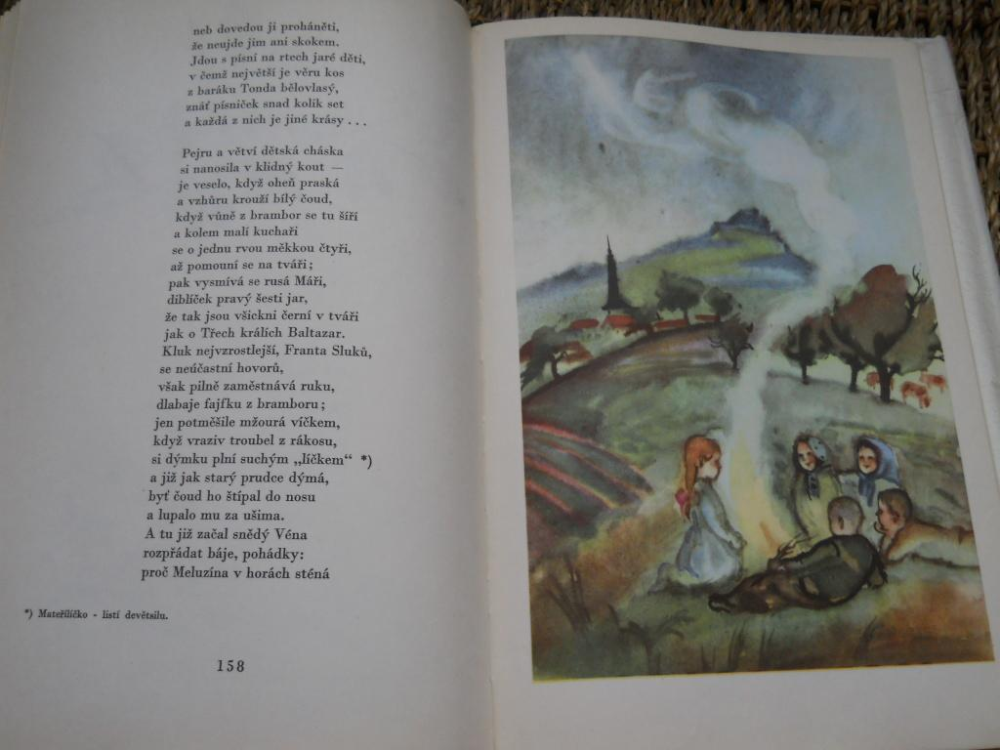 neb dovedou ji proháněti,
že neujde jim ani skokem.
Jdou s písní na rtech jaré děti,
v čemž největší je věru kos
z baráku Tonda bělovlasý,
znáť písniček snad kolik set
a každá z nich je jiné krásy . . .
Pejru a větví dětská cháska
si nanosila v klidný kout —
je veselo, když oheň praská
a vzhůru krouží bílý čoud,
když vůně z brambor se tu šíří
a kolem malí kuchaři
se o jednu rvou měkkou čtyři,
až pomouní se na tváři;
pak vysmívá se rusá Máři,
diblíček pravý šesti jar,
že tak jsou všickni černí v tváři
jak o Třech králích Baltazar.
Kluk nejvzrostlejší, Franta Sluků,
se neúčastní hovorů,
však pilně zaměstnává ruku,
dlabaje fajfku z bramboru;
jen potměšile mžourá víčkem,
když vraziv troubel z rákosu,
si dýmku plní suchým „líčkem“ *)
a již jak starý prudce dýmá,
byť čoud ho štípal do nosu
a lupalo mu za ušima.
A tu již začal snědý Véna
rozpřádat báje, pohádky:
proč Meluzína v horách sténá
*) Mateřílíčko - listí devětsilu.
158